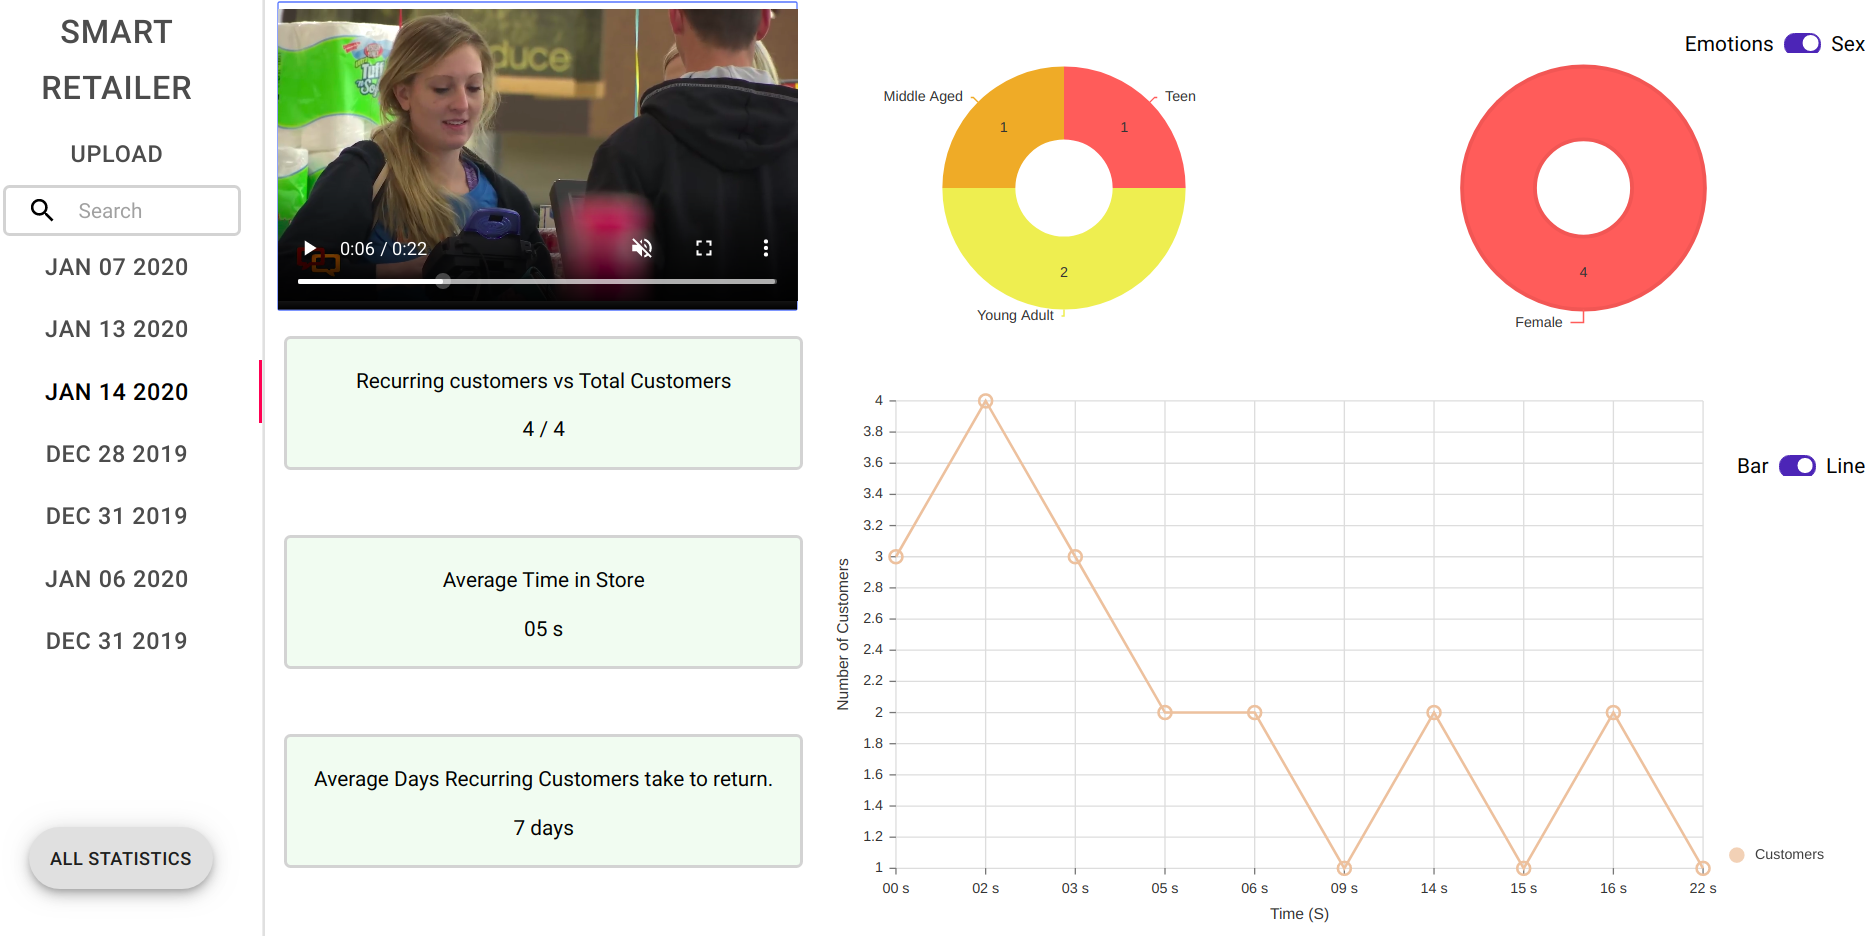 SMART
RETAILER
UPLOAD
Search
JAN 07 2020
JAN 13 2020
JAN 14 2020
DEC 28 2019
DEC 31 2019
JAN 06 2020
DEC 31 2019
ALL STATISTICS
duce
Tuff
0:06 / 0:22
Recurring customers vs Total Customers
4 / 4
Average Time in Store
05 s
Average Days Recurring Customers take to return.
7 days
Emotions Sex
Middle Aged
Teen
1
1
2
Young Adult
4
Female
Bar Line
Number of Customers
4
3.8
3.6
3.4
3.2
3
2.8
2.6
2.4
2.2
2
1.8
1.6
1.4
1.2
1
00 s 02 s 03 s 05 s 06 s 09 s 14 s 15 s 16 s 22 s
Time (S)
Customers